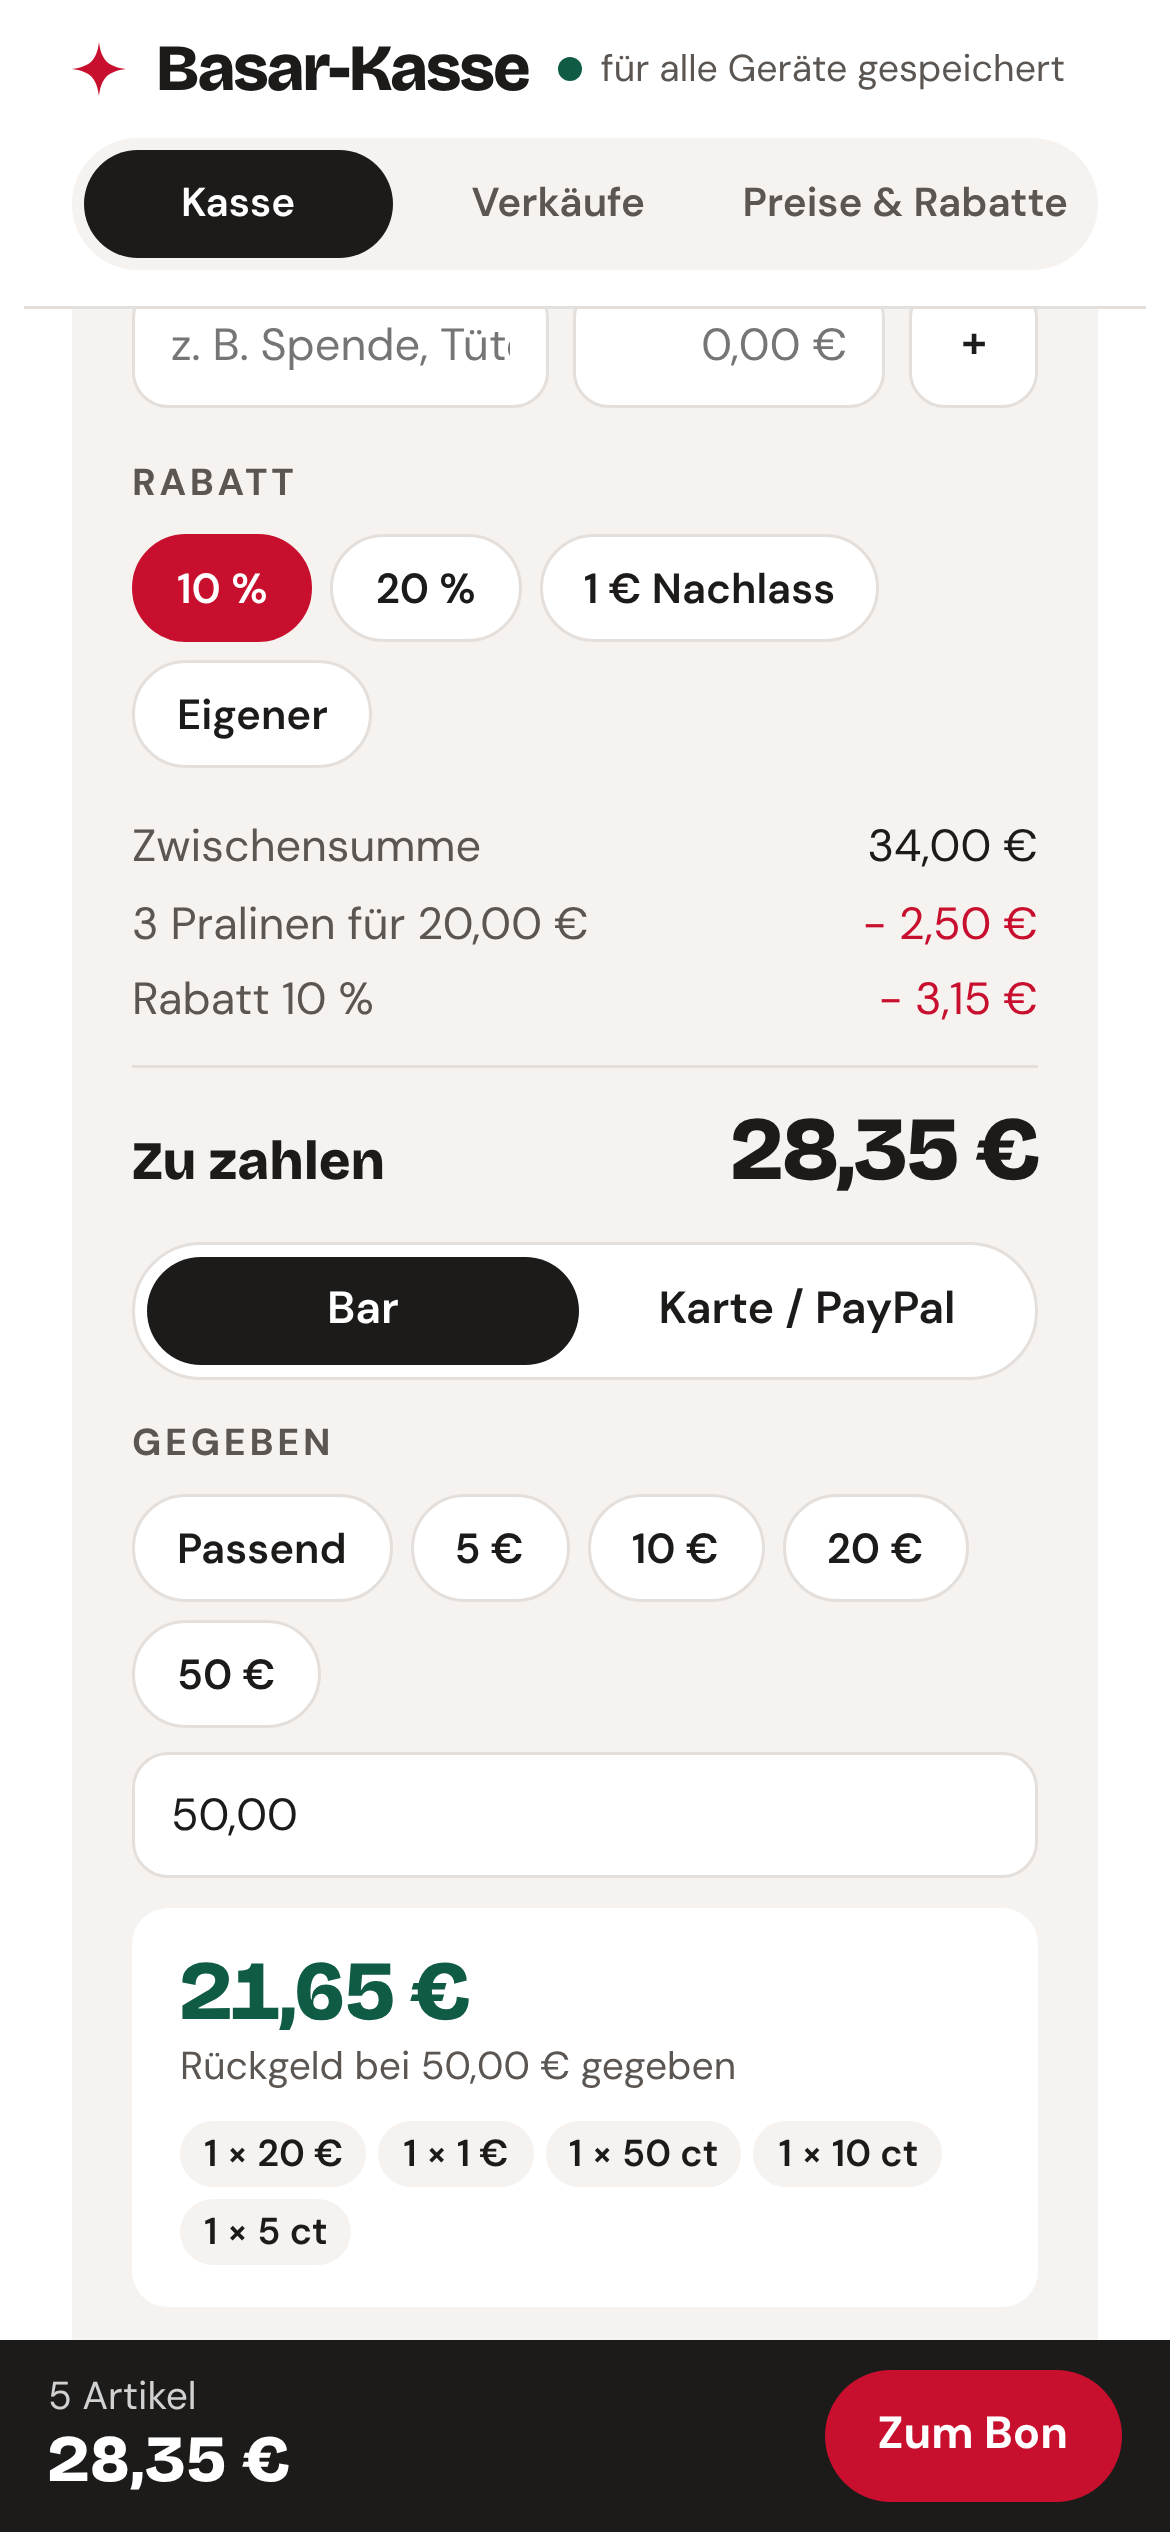 Basar-Kasse für alle Geräte gespeichert
Kasse Verkäufe Preise & Rabatte
z. B. Spende, 0,00 € +
RABATT
10 % 20 % 1 € Nachlass
Eigener
Zwischensumme 34,00 €
3 Pralinen für 20,00 € − 2,50 €
Rabatt 10 % − 3,15 €
Zu zahlen 28,35 €
Bar Karte / PayPal
GEGEBEN
Passend 5 € 10 € 20 €
50 €
50,00
21,65 €
Rückgeld bei 50,00 € gegeben
1 × 20 € 1 × 1 € 1 × 50 ct 1 × 10 ct
1 × 5 ct
5 Artikel
28,35 €
Zum Bon